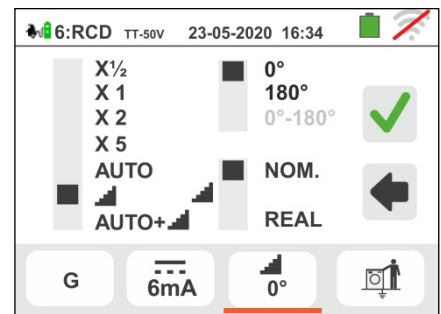 6:RCD TT-50V 23-05-2020 16:34
X½ 0°
X 1 180°
X 2 0°-180°
X 5
AUTO NOM.
AUTO+ REAL
G 6mA 0°